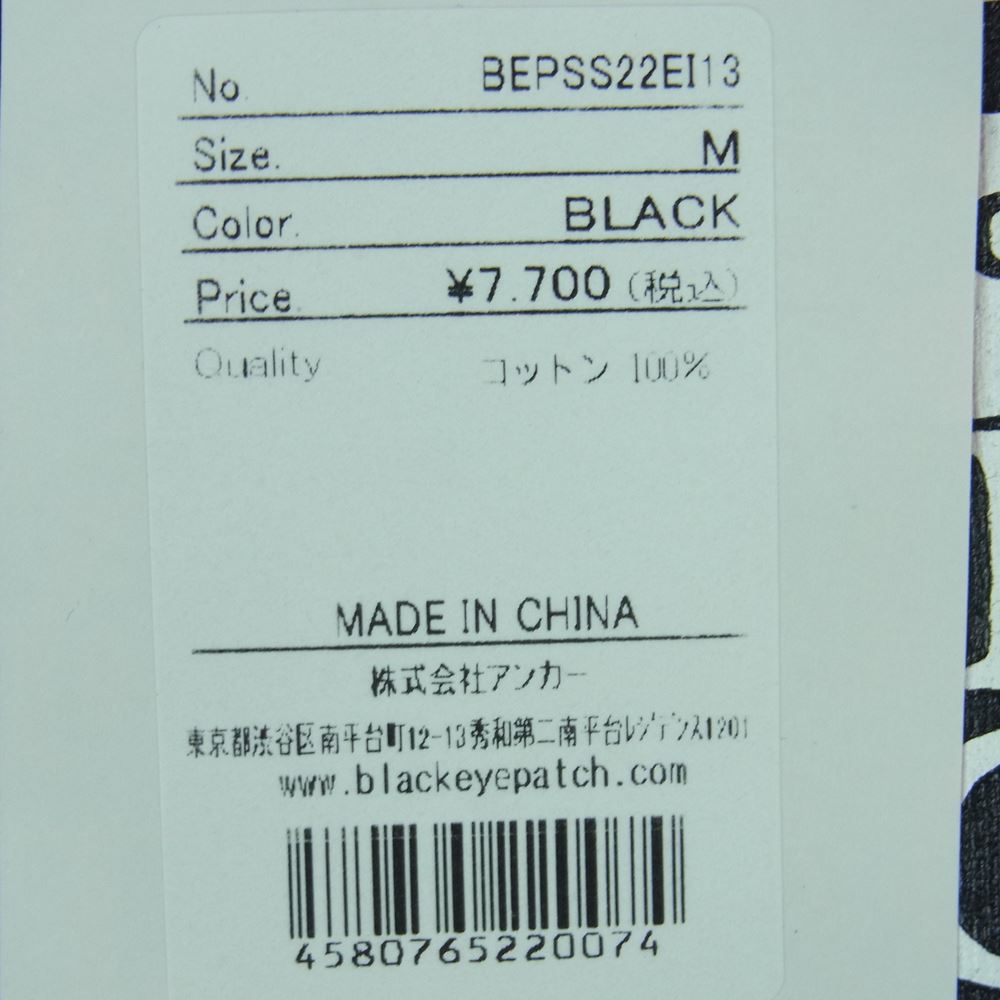 No. BEPSS22EI13
Size. M
Color. BLACK
Price. ¥7.700 (税込)
Quality コットン 100%
MADE IN CHINA
株式会社アンカー
東京都渋谷区南平台町12-13秀和第二南平台レジデンス1201
www.blackeyepatch.com
4580765220074